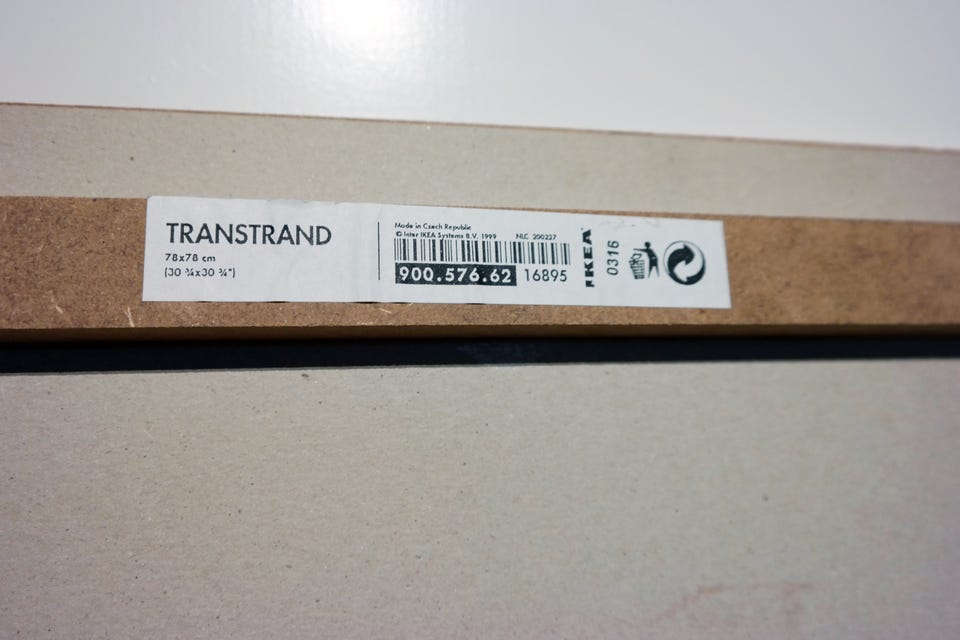 TRANSTRAND
78x78 cm
(30 ¾x30 ¾")
Made in Czech Republic
© Inter IKEA Systems B.V. 1999 NLC 200227
900.576.62 16895
IKEA
0316